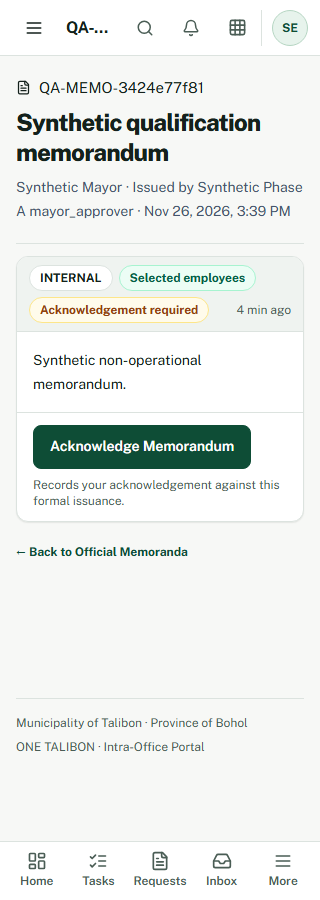 QA-...
SE
QA-MEMO-3424e77f81
Synthetic qualification
memorandum
Synthetic Mayor · Issued by Synthetic Phase
A mayor_approver · Nov 26, 2026, 3:39 PM
INTERNAL
Selected employees
Acknowledgement required
4 min ago
Synthetic non-operational
memorandum.
Acknowledge Memorandum
Records your acknowledgement against this
formal issuance.
← Back to Official Memoranda
Municipality of Talibon · Province of Bohol
ONE TALIBON · Intra-Office Portal
Home
Tasks
Requests
Inbox
More